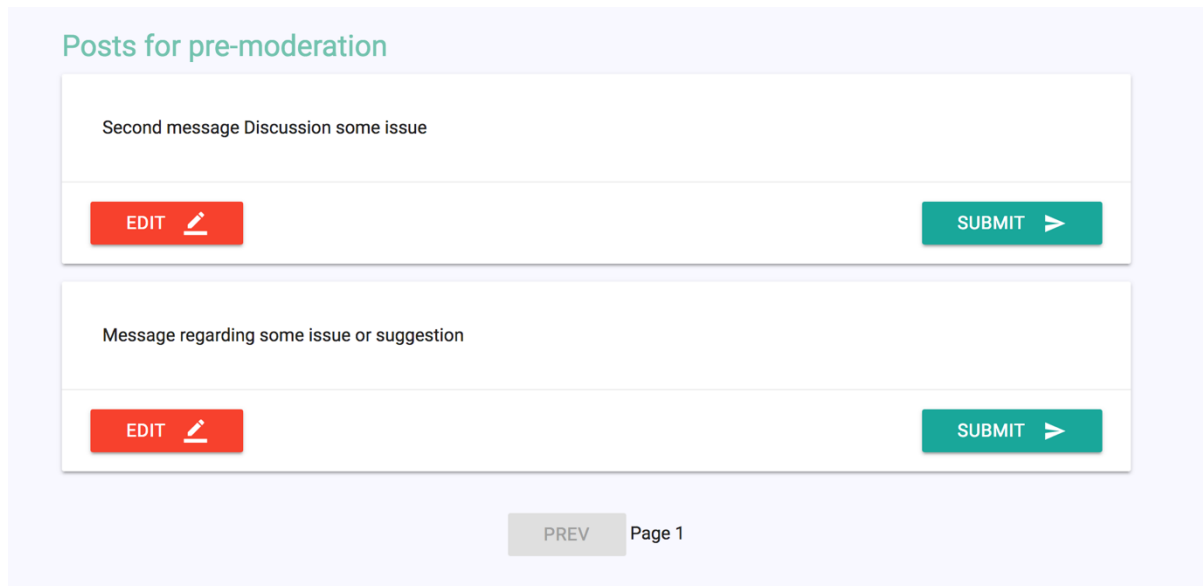 Posts for pre-moderation
Second message Discussion some issue
EDIT
SUBMIT
Message regarding some issue or suggestion
EDIT
SUBMIT
PREV Page 1